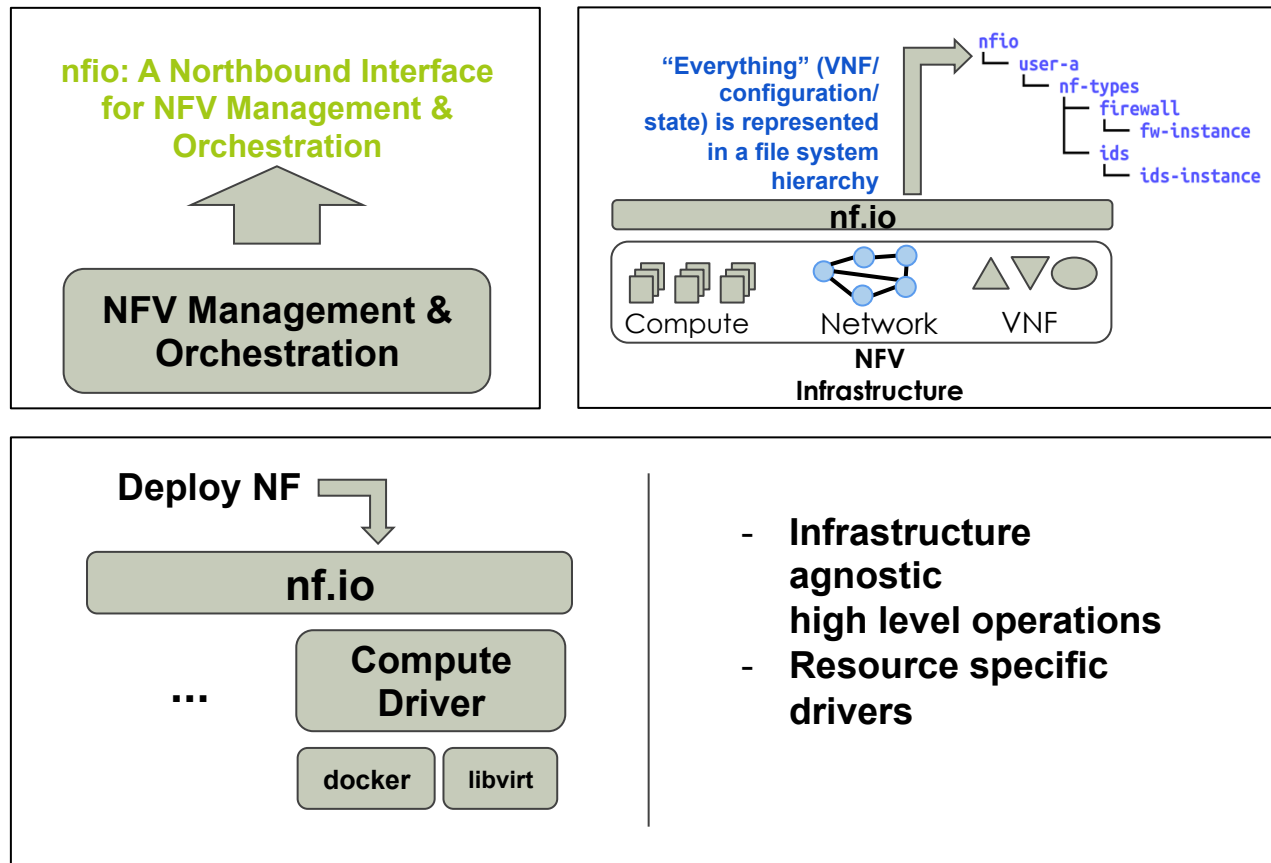 nfio: A Northbound Interface
for NFV Management &
Orchestration
NFV Management &
Orchestration
“Everything” (VNF/
configuration/
state) is represented
in a file system
hierarchy
nfio
user-a
nf-types
firewall
fw-instance
ids
ids-instance
nf.io
Compute
Network
VNF
NFV
Infrastructure
Deploy NF
nf.io
...
Compute
Driver
docker
libvirt
- Infrastructure
agnostic
high level operations
- Resource specific
drivers